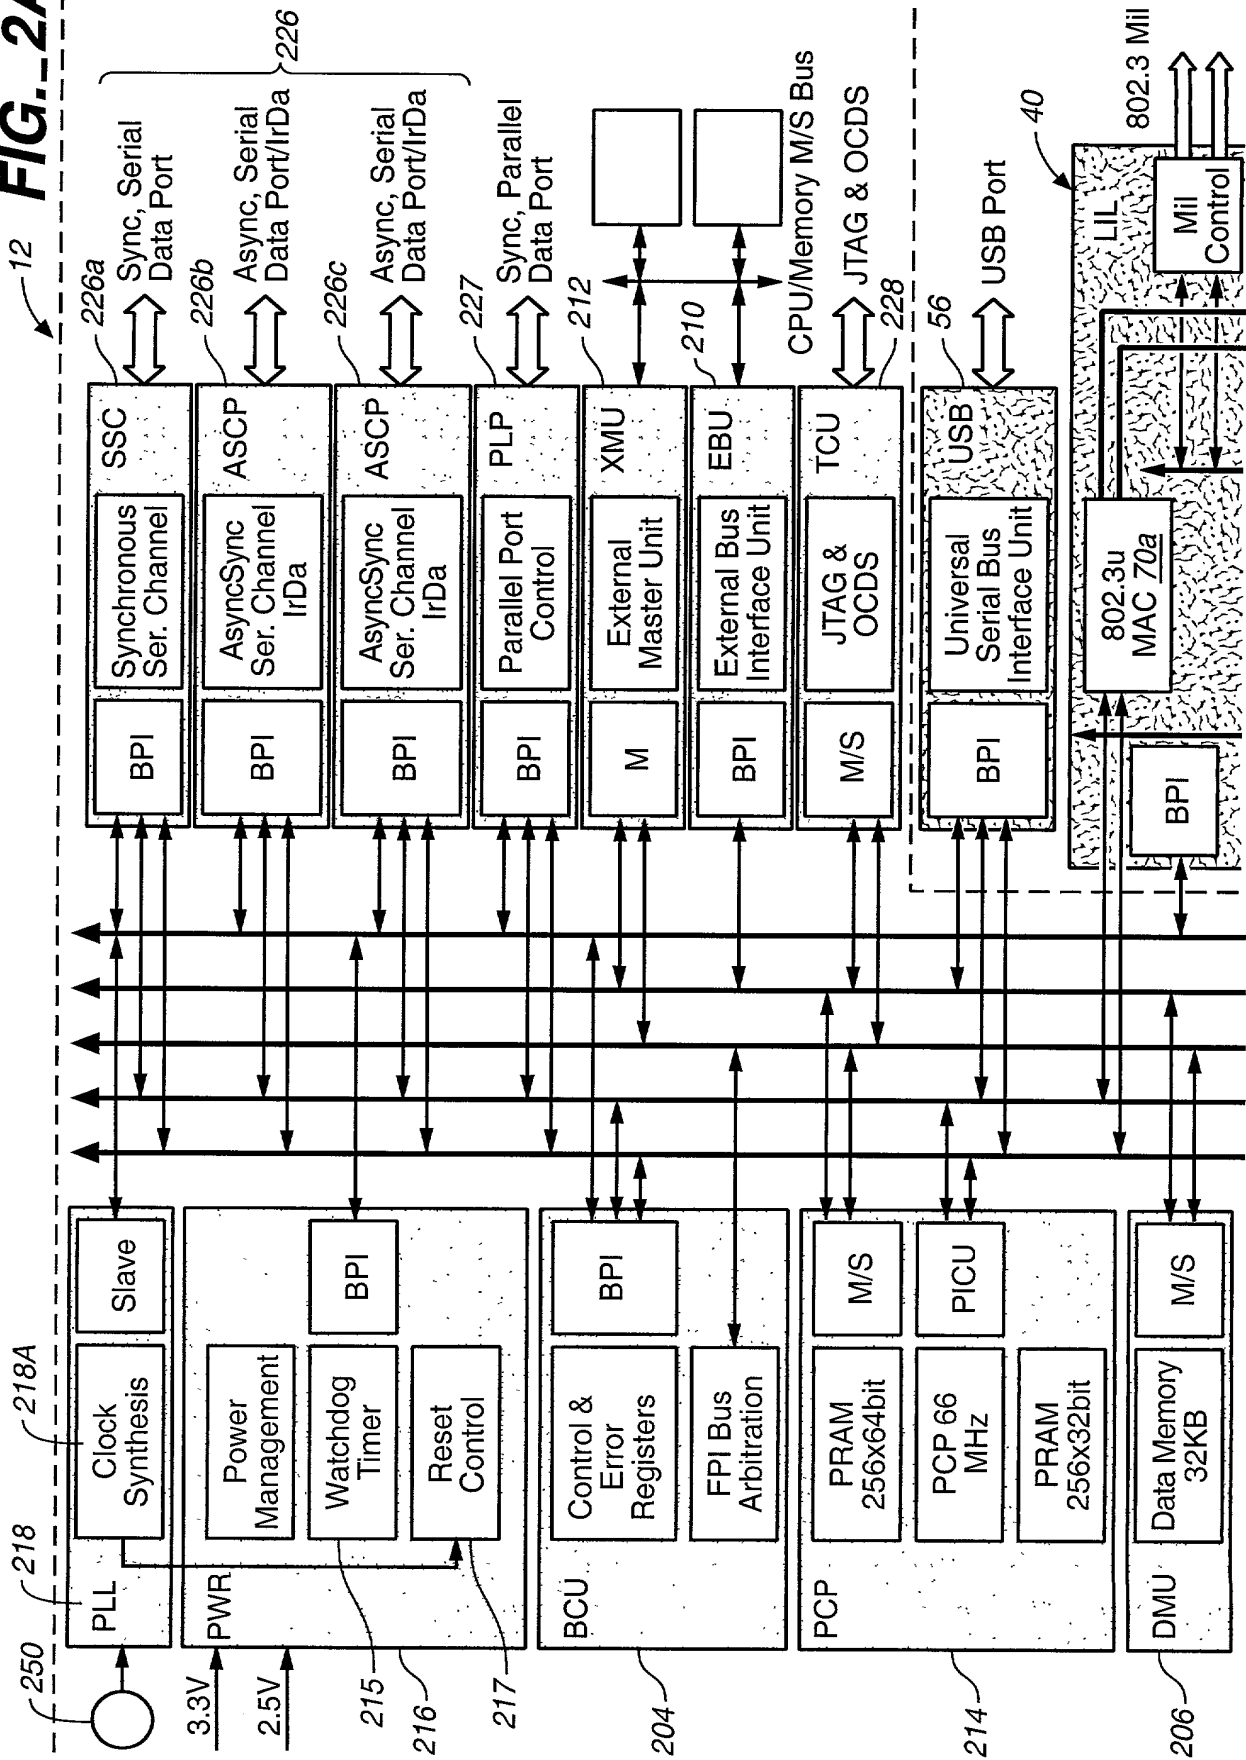 FIG._2A
12
250
218
218A
PLL
Clock
Synthesis
Slave
3.3V
2.5V
PWR
Power
Management
Watchdog
Timer
Reset
Control
BPI
215
216
217
BCU
Control &
Error
Registers
BPI
FPI Bus
Arbitration
204
PCP
PRAM
256x64bit
M/S
PCP 66
MHz
PICU
PRAM
256x32bit
214
DMU
Data Memory
32KB
M/S
206
BPI
Synchronous
Ser. Channel
SSC
226a
Sync, Serial
Data Port
BPI
AsyncSync
Ser. Channel
IrDa
ASCP
226b
Async, Serial
Data Port/IrDa
BPI
AsyncSync
Ser. Channel
IrDa
ASCP
226c
Async, Serial
Data Port/IrDa
226
BPI
Parallel Port
Control
PLP
227
Sync, Parallel
Data Port
M
External
Master Unit
XMU
212
BPI
External Bus
Interface Unit
EBU
210
CPU/Memory M/S Bus
M/S
JTAG &
OCDS
TCU
JTAG & OCDS
228
BPI
Universal
Serial Bus
Interface Unit
USB
56
USB Port
40
LIL
BPI
802.3u
MAC 70a
MiI
Control
802.3 MiI